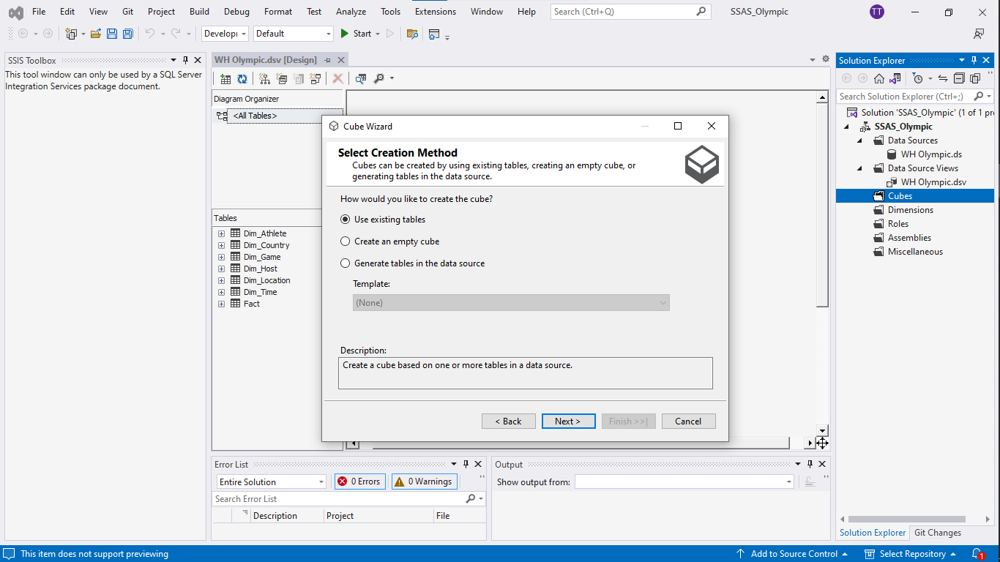 File Edit View Git Project Build Debug Format Test Analyze Tools Extensions Window Help Search (Ctrl+Q) SSAS_Olympic TT
Developi Default Start
SSIS Toolbox
This tool window can only be used by a SQL Server
Integration Services package document.
WH Olympic.dsv [Design]
Diagram Organizer
<All Tables>
Tables
Dim_Athlete
Dim_Country
Dim_Game
Dim_Host
Dim_Location
Dim_Time
Fact
Cube Wizard
Select Creation Method
Cubes can be created by using existing tables, creating an empty cube, or
generating tables in the data source.
How would you like to create the cube?
Use existing tables
Create an empty cube
Generate tables in the data source
Template:
(None)
Description:
Create a cube based on one or more tables in a data source.
< Back Next > Finish >>| Cancel
Solution Explorer
Search Solution Explorer (Ctrl+;)
Solution 'SSAS_Olympic' (1 of 1 pr
SSAS_Olympic
Data Sources
WH Olympic.ds
Data Source Views
WH Olympic.dsv
Cubes
Dimensions
Roles
Assemblies
Miscellaneous
Solution Explorer Git Changes
Error List
Entire Solution 0 Errors 0 Warnings
Search Error List
Description Project File
Output
Show output from:
This item does not support previewing Add to Source Control Select Repository 1